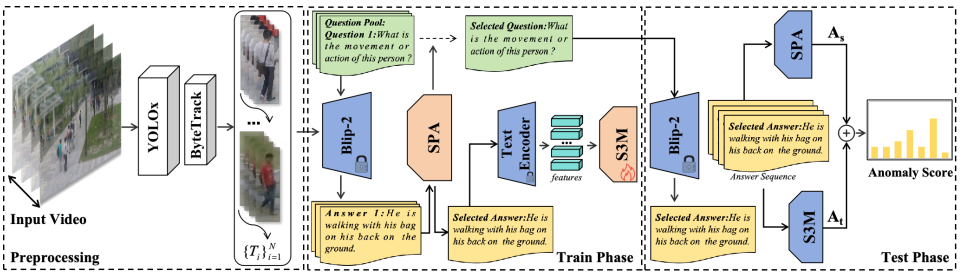 Input Video
Preprocessing
YOLOx
ByteTrack
...
{T_i}_{i=1}^N
Question Pool:
Question 1:What is
the movement or
action of this person ?
Blip-2
Answer 1:He is
walking with his bag
on his back on the
ground.
SPA
Selected Question:What
is the movement or
action of this person ?
Selected Answer:He is
walking with his bag on
his back on the ground.
Text
Encoder
...
features
S3M
Train Phase
Blip-2
Selected Answer:He is
walking with his bag on
his back on the ground.
Selected Answer:He is
walking with his bag on
his back on the ground.
Answer Sequence
SPA
A_s
S3M
A_t
+
Anomaly Score
Test Phase